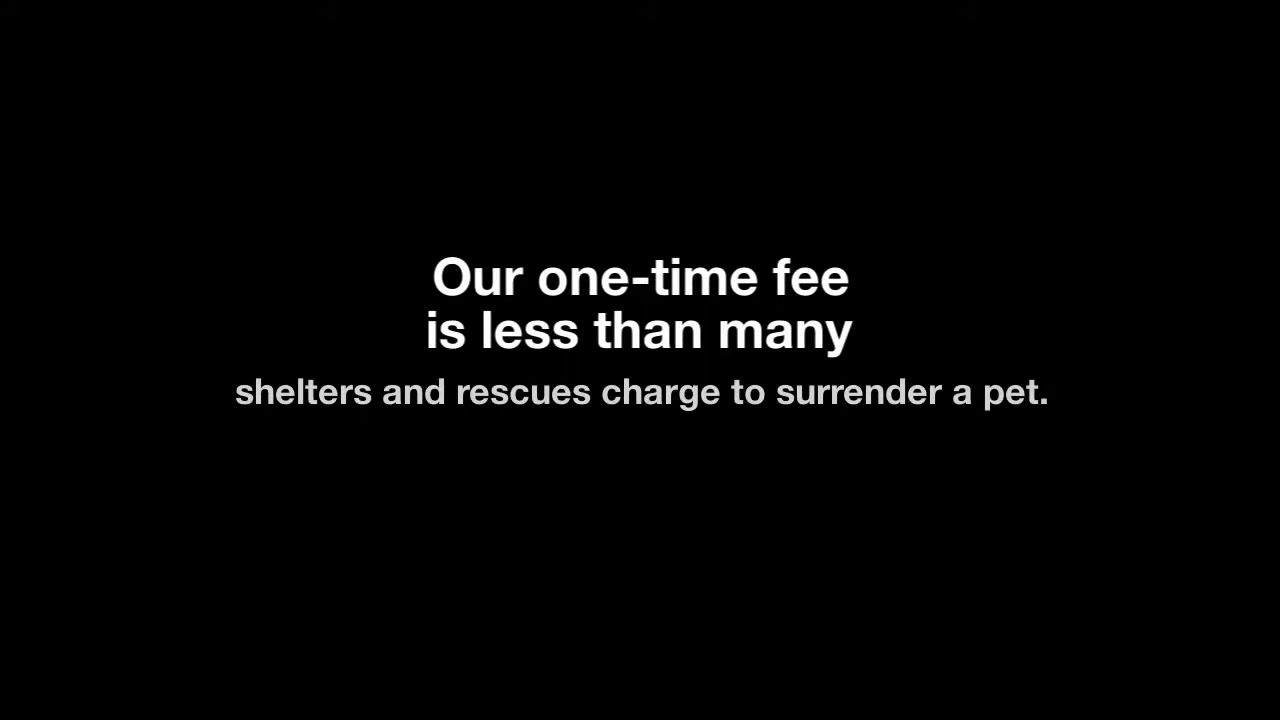 Our one-time fee
is less than many
shelters and rescues charge to surrender a pet.